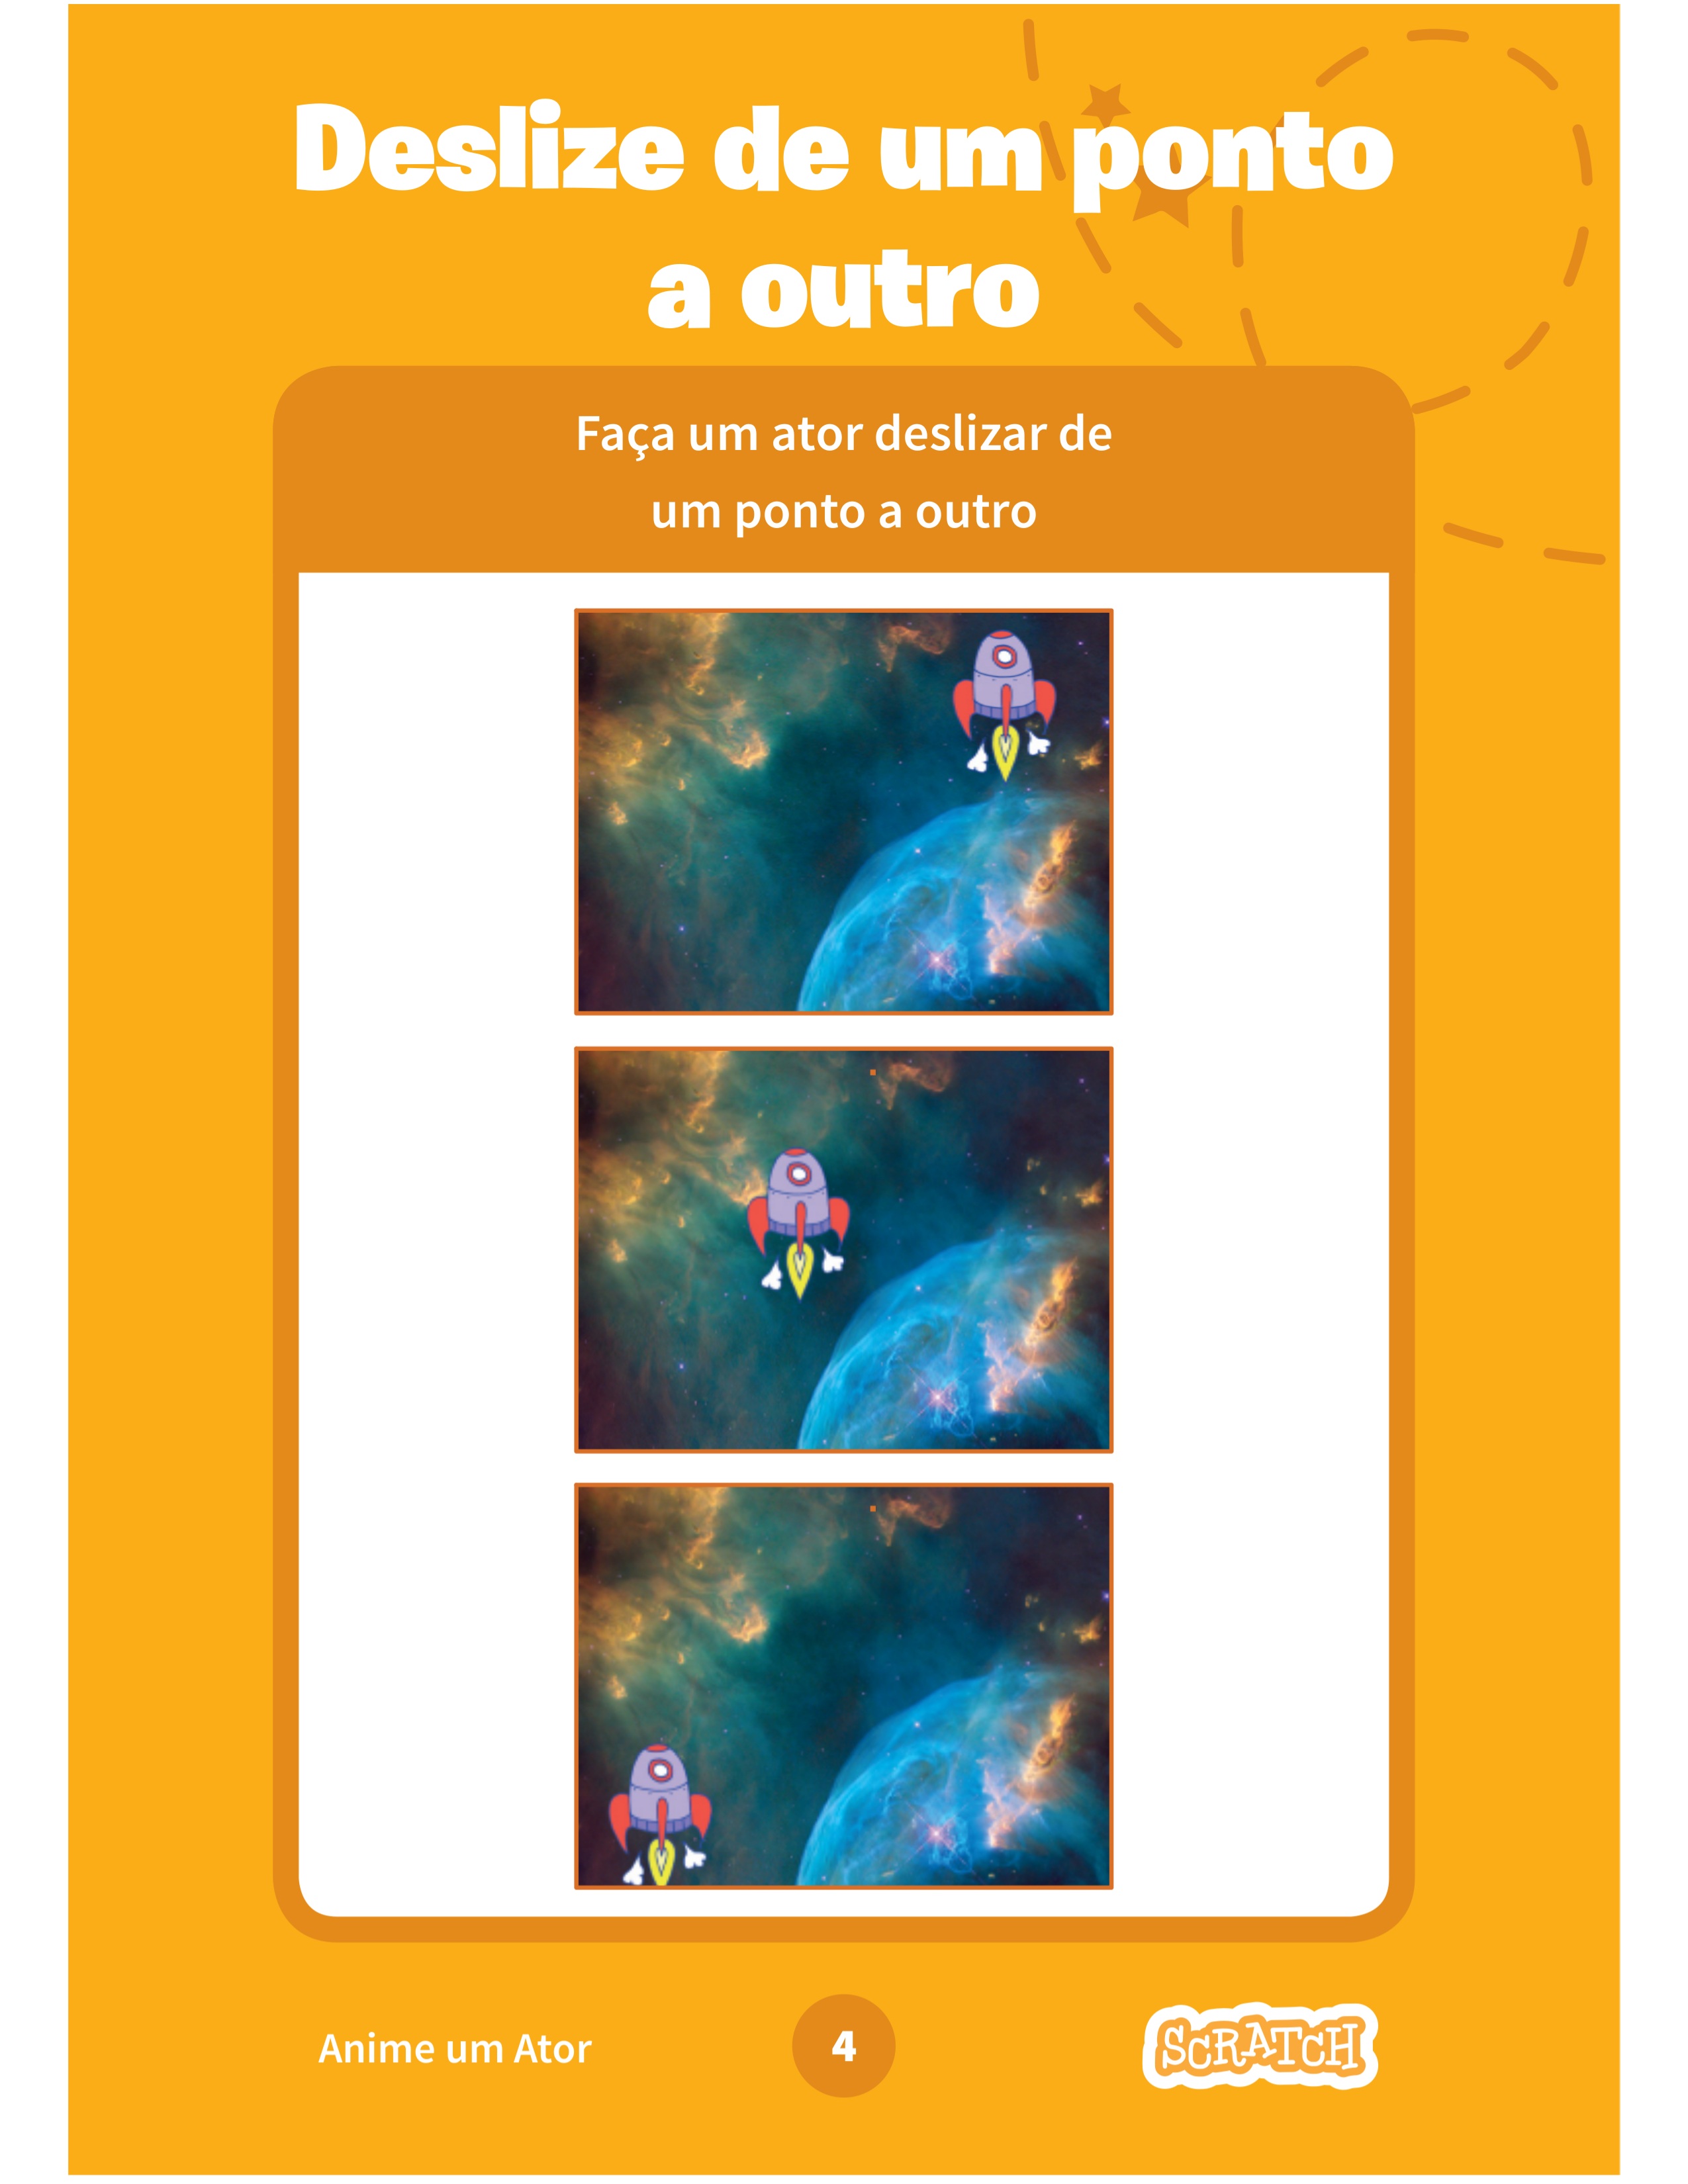 Deslize de um ponto
a outro
Faça um ator deslizar de
um ponto a outro
Anime um Ator
4
SCRATCH